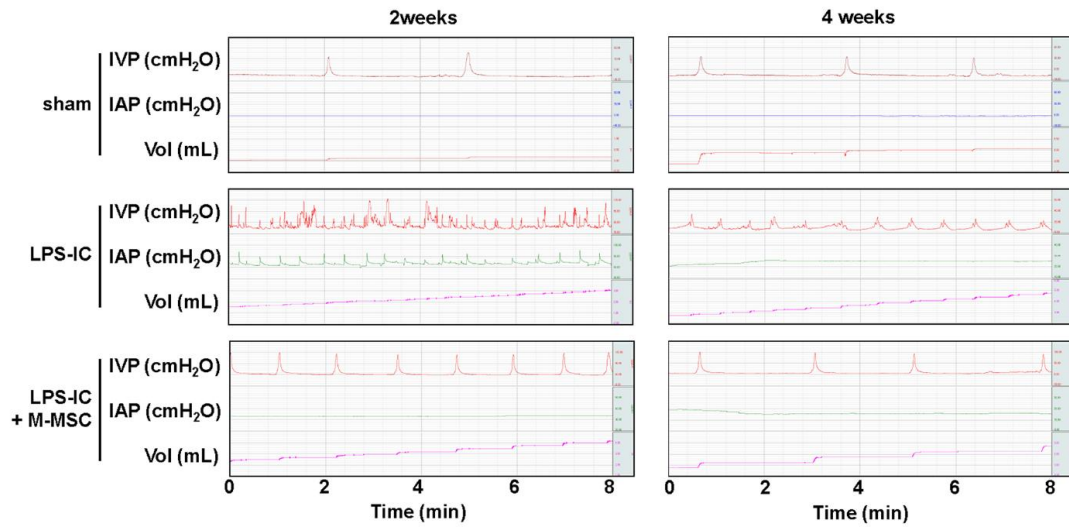 2weeks 4 weeks
sham
IVP (cmH₂O)
IAP (cmH₂O)
Vol (mL)
LPS-IC
IVP (cmH₂O)
IAP (cmH₂O)
Vol (mL)
LPS-IC
+ M-MSC
IVP (cmH₂O)
IAP (cmH₂O)
Vol (mL)
0 2 4 6 8 0 2 4 6 8
Time (min) Time (min)